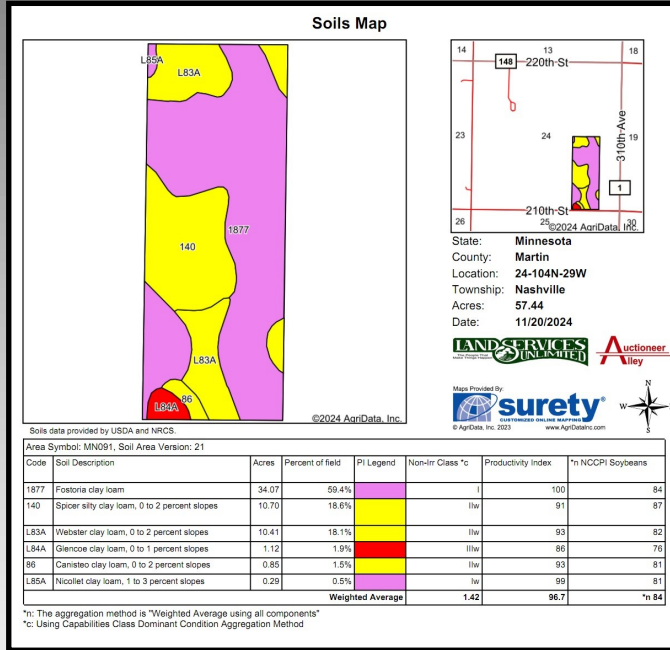 Soils Map
L85A
L83A
140
1877
L83A
86
L84A
©2024 AgriData, Inc.
Soils data provided by USDA and NRCS.
14 13 18
148 220th St
23 24 19
310th Ave
1
210th St
26 25 30
©2024 AgriData, Inc.
State: Minnesota
County: Martin
Location: 24-104N-29W
Township: Nashville
Acres: 57.44
Date: 11/20/2024
LAND SERVICES
UNLIMITED
Auctioneer
Alley
Maps Provided By:
surety®
CUSTOMIZED ONLINE MAPPING
© AgriData, Inc. 2023 www.AgriDataInc.com
N
W E
S
Area Symbol: MN091, Soil Area Version: 21
Code Soil Description Acres Percent of field PI Legend Non-Irr Class *c Productivity Index *n NCCPI Soybeans
1877 Fostoria clay loam 34.07 59.4% I 100 84
140 Spicer silty clay loam, 0 to 2 percent slopes 10.70 18.6% IIw 91 87
L83A Webster clay loam, 0 to 2 percent slopes 10.41 18.1% IIw 93 82
L84A Glencoe clay loam, 0 to 1 percent slopes 1.12 1.9% IIIw 86 76
86 Canisteo clay loam, 0 to 2 percent slopes 0.85 1.5% IIw 93 81
L85A Nicollet clay loam, 1 to 3 percent slopes 0.29 0.5% Iw 99 81
Weighted Average 1.42 96.7 *n 84
*n: The aggregation method is "Weighted Average using all components"
*c: Using Capabilities Class Dominant Condition Aggregation Method